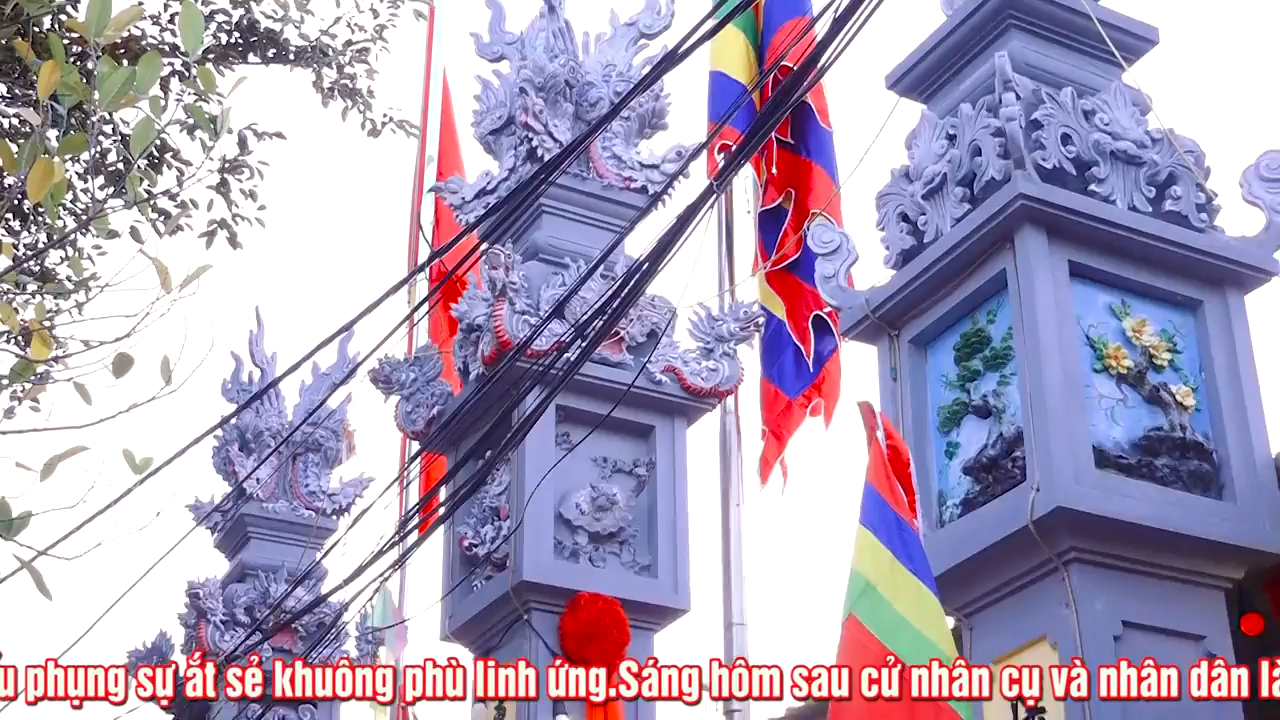 phụng sự ắt sẻ khuông phù linh ứng.Sáng hôm sau cử nhân cụ và nhân dân